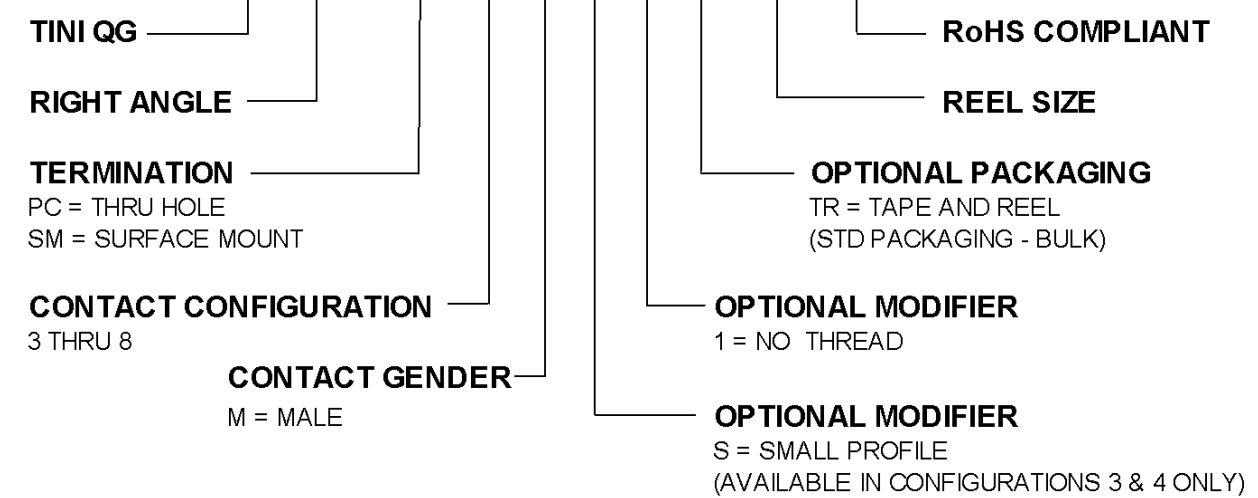 TINI QG
RoHS COMPLIANT
RIGHT ANGLE
REEL SIZE
TERMINATION
PC = THRU HOLE
SM = SURFACE MOUNT
OPTIONAL PACKAGING
TR = TAPE AND REEL
(STD PACKAGING - BULK)
CONTACT CONFIGURATION
3 THRU 8
OPTIONAL MODIFIER
1 = NO THREAD
CONTACT GENDER
M = MALE
OPTIONAL MODIFIER
S = SMALL PROFILE
(AVAILABLE IN CONFIGURATIONS 3 & 4 ONLY)